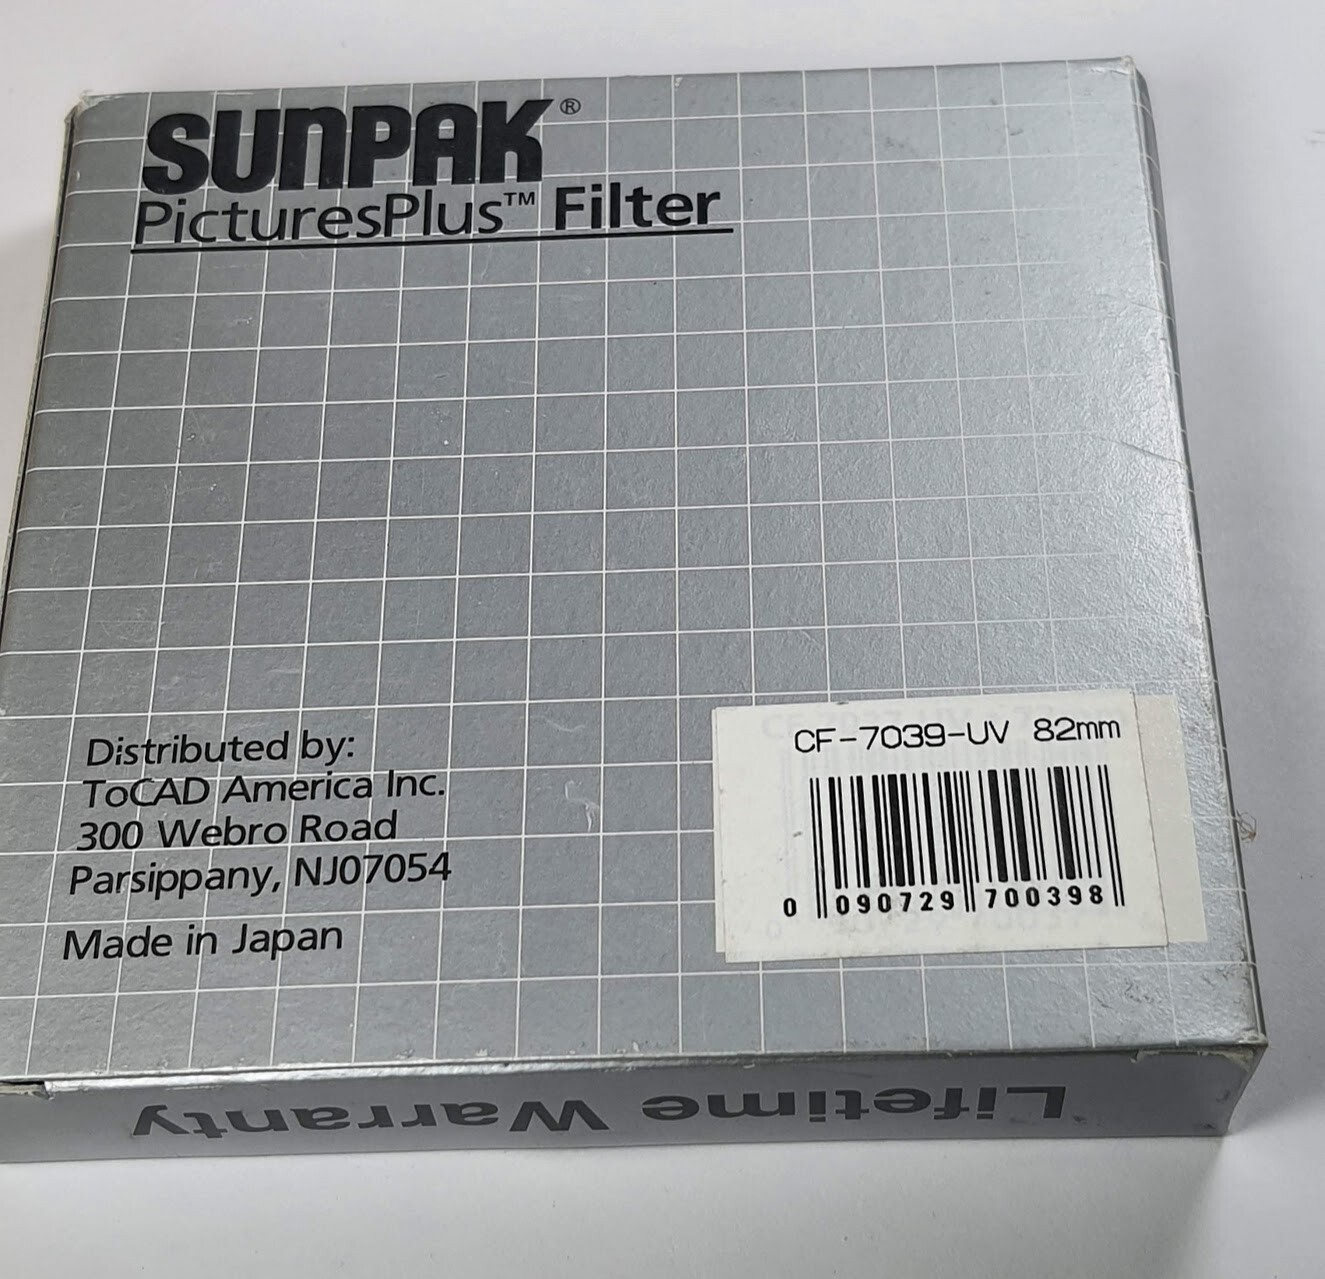 SUNPAK®
PicturesPlus™ Filter
Distributed by:
ToCAD America Inc.
300 Webro Road
Parsippany, NJ07054
Made in Japan
CF-7039-UV 82mm
0 090729 700398
Lifetime Warranty